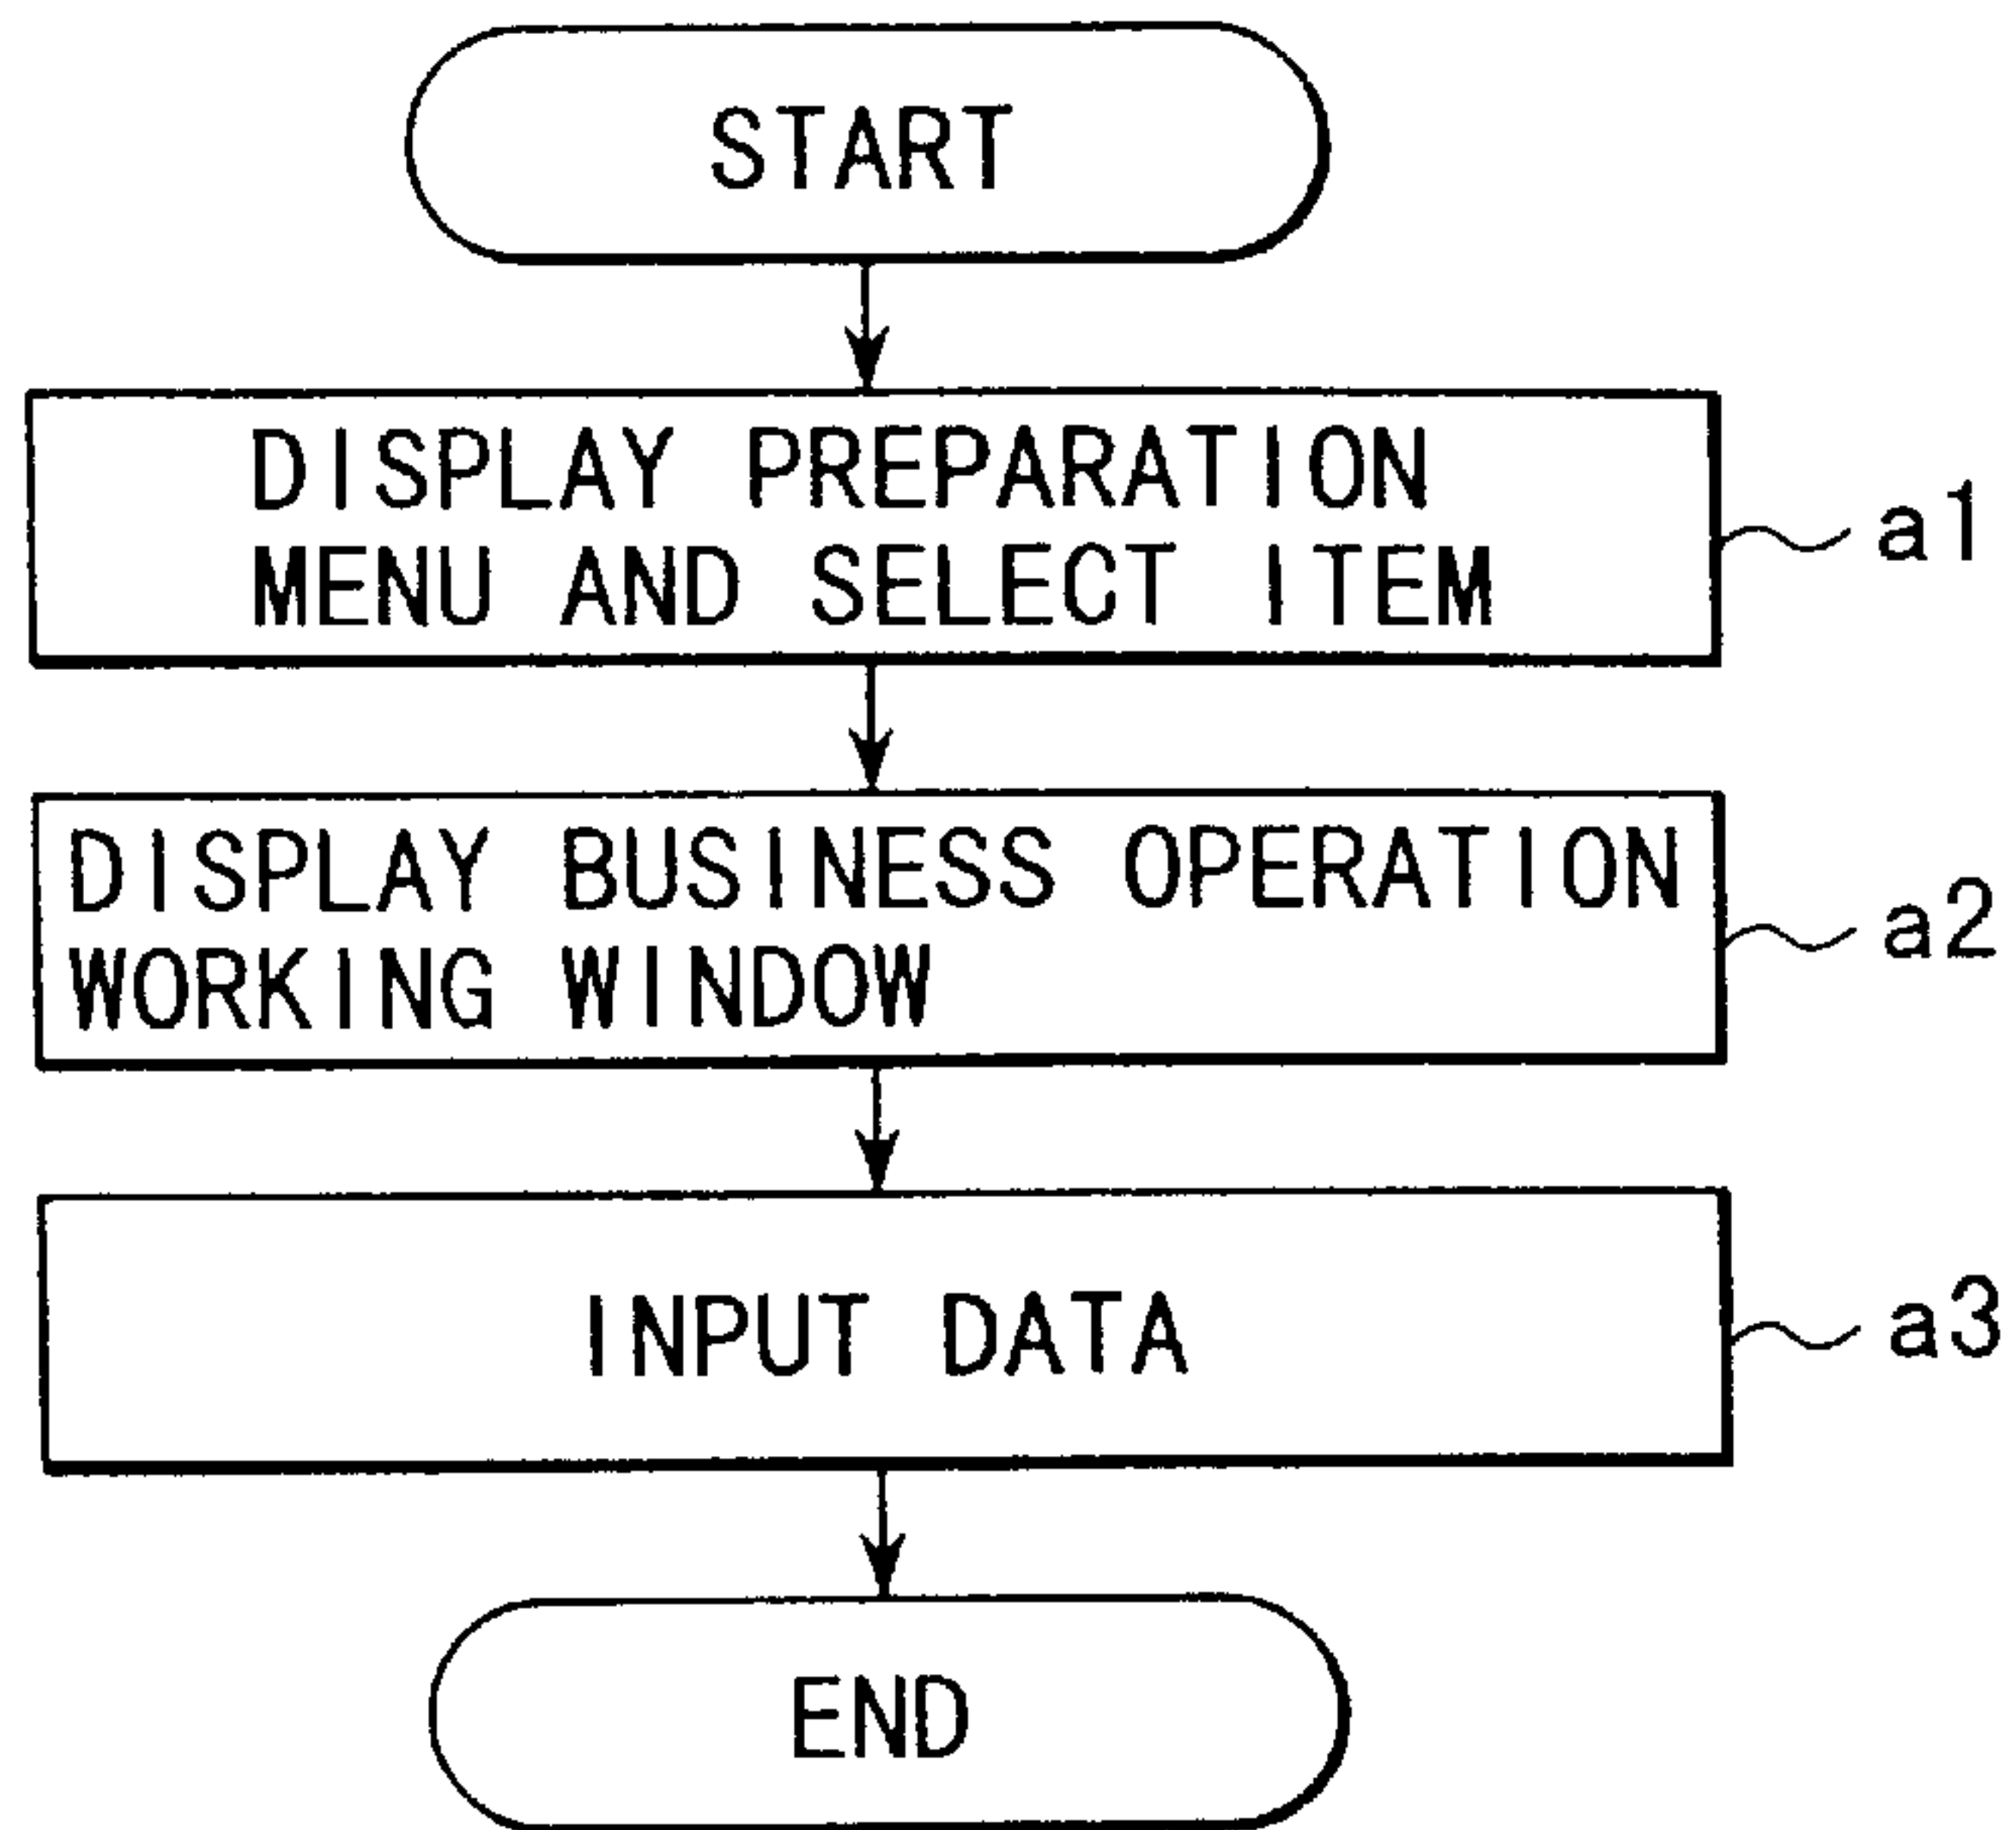 START
DISPLAY PREPARATION
MENU AND SELECT ITEM
a1
DISPLAY BUSINESS OPERATION
WORKING WINDOW
a2
INPUT DATA
a3
END